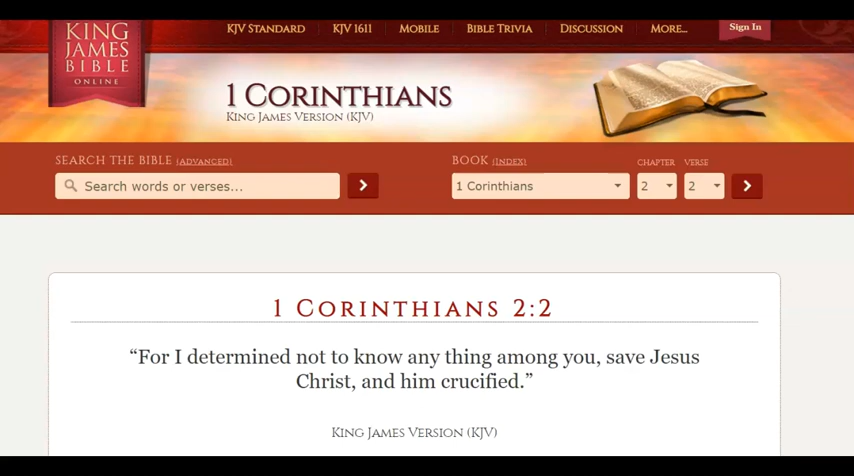 KING
JAMES
BIBLE
ONLINE
KJV STANDARD KJV 1611 MOBILE BIBLE TRIVIA DISCUSSION MORE... Sign In
1 CORINTHIANS
KING JAMES VERSION (KJV)
SEARCH THE BIBLE (ADVANCED) BOOK (INDEX) CHAPTER VERSE
Search words or verses... 1 Corinthians 2 2
1 CORINTHIANS 2:2
“For I determined not to know any thing among you, save Jesus
Christ, and him crucified.”
KING JAMES VERSION (KJV)